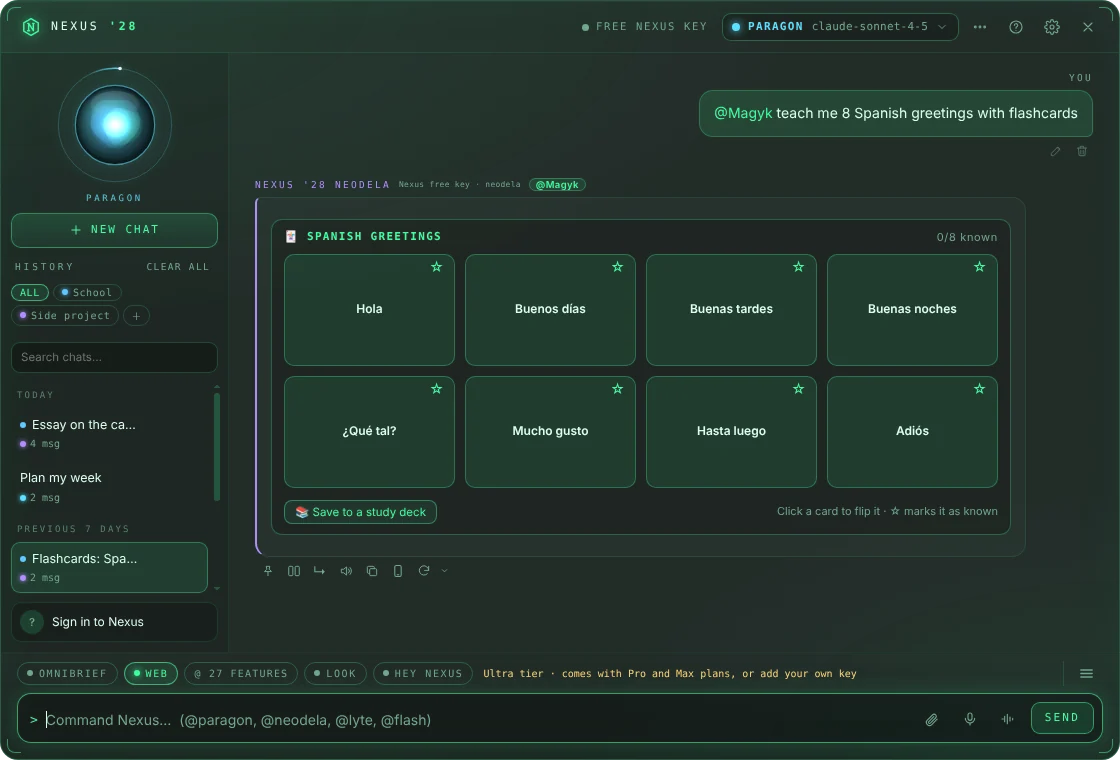 NEXUS '28
FREE NEXUS KEY
PARAGON claude-sonnet-4-5
YOU
@Magyk teach me 8 Spanish greetings with flashcards
PARAGON
+ NEW CHAT
HISTORY CLEAR ALL
ALL School
Side project +
Search chats...
TODAY
Essay on the ca...
4 msg
Plan my week
2 msg
PREVIOUS 7 DAYS
Flashcards: Spa...
2 msg
? Sign in to Nexus
NEXUS '28 NEODELA Nexus free key · neodela @Magyk
SPANISH GREETINGS 0/8 known
Hola Buenos días Buenas tardes Buenas noches
¿Qué tal? Mucho gusto Hasta luego Adiós
Save to a study deck Click a card to flip it · ☆ marks it as known
OMNIBRIEF WEB @ 27 FEATURES LOOK HEY NEXUS Ultra tier · comes with Pro and Max plans, or add your own key
> Command Nexus... (@paragon, @neodela, @lyte, @flash) SEND